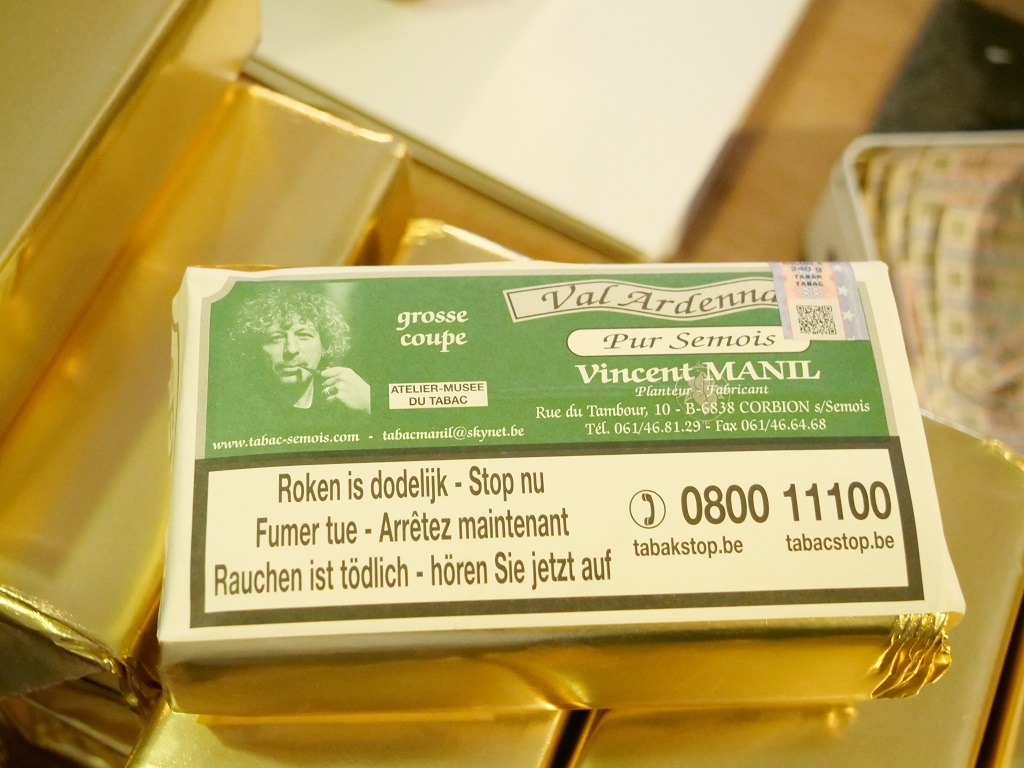 grosse
coupe
ATELIER-MUSEE
DU TABAC
www.tabac-semois.com - tabacmanil@skynet.be
Val Ardenna
240 g
TABAK
TABAC
Pur Semois
Vincent MANIL
Planteur Fabricant
Rue du Tambour, 10 - B-6838 CORBION s/Semois
Tél. 061/46.81.29 - Fax 061/46.64.68
Roken is dodelijk - Stop nu
Fumer tue - Arrêtez maintenant
Rauchen ist tödlich - hören Sie jetzt auf
0800 11100
tabakstop.be tabacstop.be